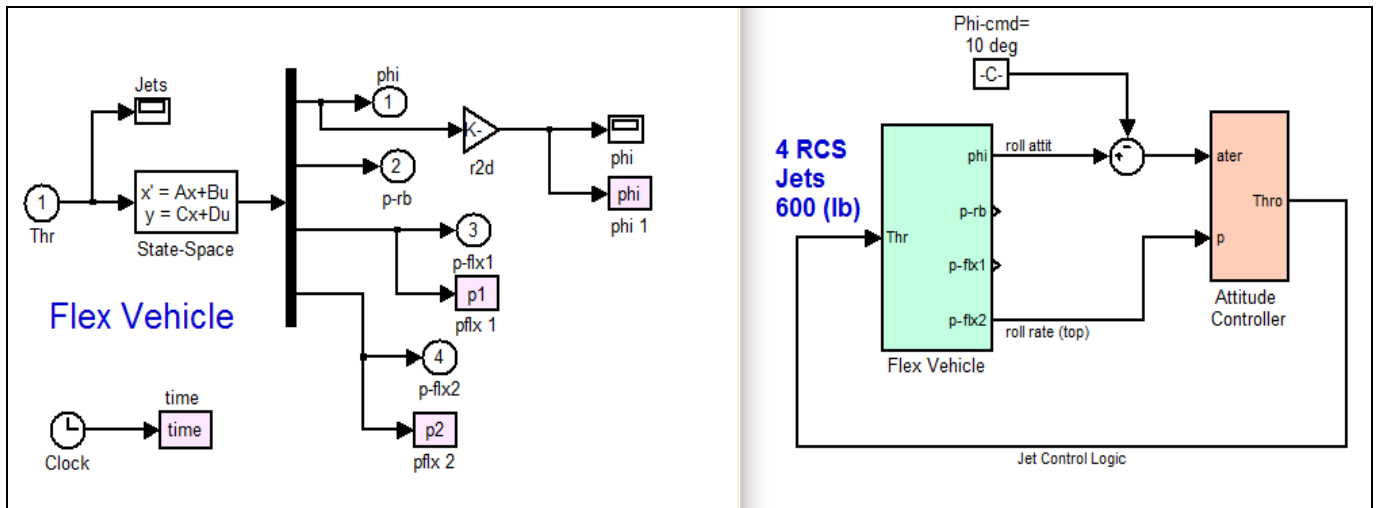 Jets
1
Thr
x' = Ax+Bu
y = Cx+Du
State-Space
phi
1
2
p-rb
K-
r2d
phi
phi
phi 1
3
p-flx1
p1
pflx 1
4
p-flx2
p2
pflx 2
Flex Vehicle
time
time
Clock
Phi-cmd=
10 deg
-C-
4 RCS
Jets
600 (lb)
phi
roll attit
p-rb
Thr
p-flx1
p-flx2
roll rate (top)
Flex Vehicle
+
-
ater
Thro
p
Attitude
Controller
Jet Control Logic